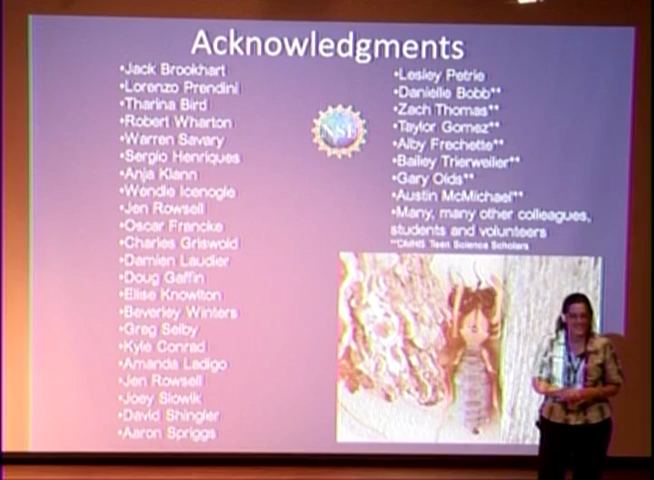 Acknowledgments
•Jack Brookhart
•Lorenzo Prendini
•Tharina Bird
•Robert Wharton
•Warren Savary
•Sergio Henriques
•Anja Klann
•Wendle Icenogle
•Jen Rowsell
•Oscar Francke
•Charles Griswold
•Damien Laudier
•Doug Gaffin
•Elise Knowlton
•Beverley Winters
•Greg Selby
•Kyle Conrad
•Amanda Ladigo
•Jen Rowsell
•Joey Slowik
•David Shingler
•Aaron Spriggs
NSF
•Lesley Petrie
•Danielle Bobb**
•Zach Thomas**
•Taylor Gomez**
•Alby Frechette**
•Bailey Trierweiler**
•Gary Olds**
•Austin McMichael**
•Many, many other colleagues,
students and volunteers
**DMNS Teen Science Scholars